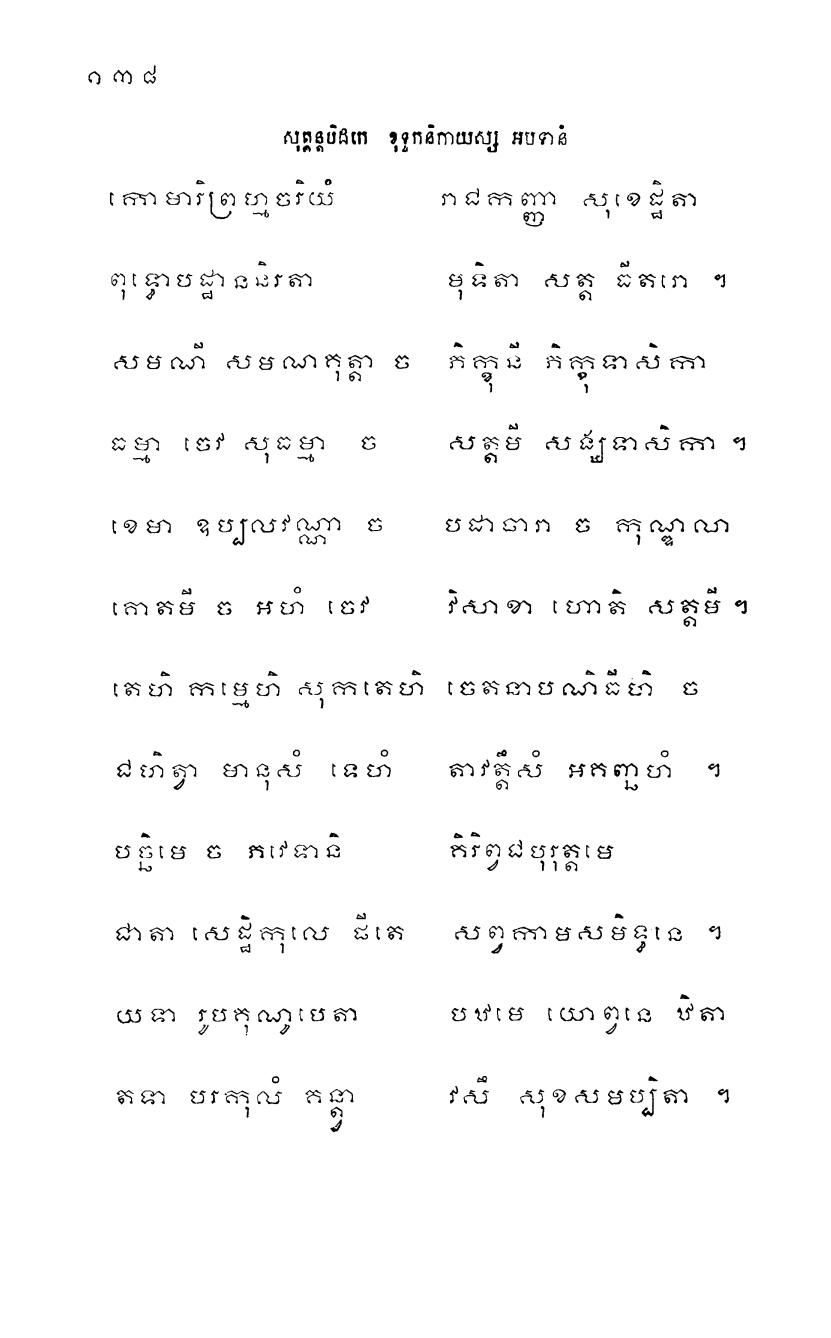 ១៣៨
សុត្តន្តបិដកេ ខុទ្ទកនិកាយស្ស អបទានំ
កោមារិព្រហ្មចរិយំ រាជកញ្ញា សុខេដ្ឋិតា
ពុទ្ធោបដ្ឋាននិរតា មុទិតា សត្ត ធីតរោ ។
សមណី សមណគុត្តា ច ភិក្ខុនី ភិក្ខុទាសិកា
ធម្មា ចេវ សុធម្មា ច សត្តមី សង្ឃទាសិកា ។
ខេមា ឧប្បលវណ្ណា ច បដាចារា ច កុណ្ឌលា
គោតមី ច អហំ ចេវ វិសាខា ហោតិ សត្តមី ។
តេហិ កម្មេហិ សុកតេហិ ចេតនាបណិធីហិ ច
ជហិត្វា មានុសំ ទេហំ តាវត្តឹសំ អគញ្ឆហំ ។
បច្ឆិមេ ច ភវេទានិ គិរិព្វជបុរុត្តមេ
ជាតា សេដ្ឋិកុលេ ផីតេ សព្វកាមសមិទ្ធនេ ។
យទា រូបគុណូបេតា បឋមេ យោព្វនេ ឋិតា
តទា បរកុលំ គន្ត្វា វសឹ សុខសមប្បិតា ។